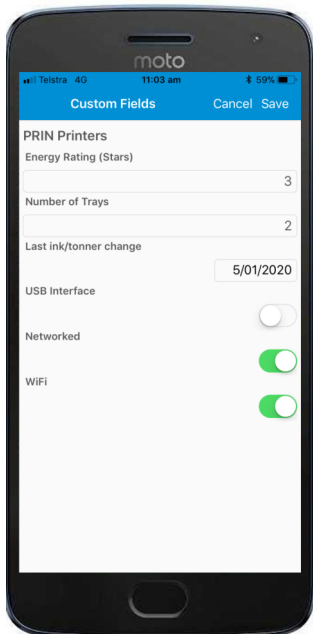 moto
Telstra 4G 11:03 am 59%
Custom Fields Cancel Save
PRIN Printers
Energy Rating (Stars)
3
Number of Trays
2
Last ink/tonner change
5/01/2020
USB Interface
Networked
WiFi